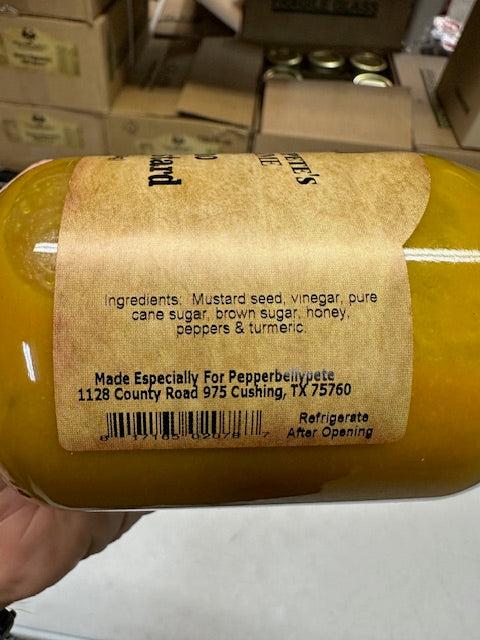 PETE's
Ingredients: Mustard seed, vinegar, pure
cane sugar, brown sugar, honey,
peppers & turmeric.
Made Especially For Pepperbellypete
1128 County Road 975 Cushing, TX 75760
Refrigerate
After Opening